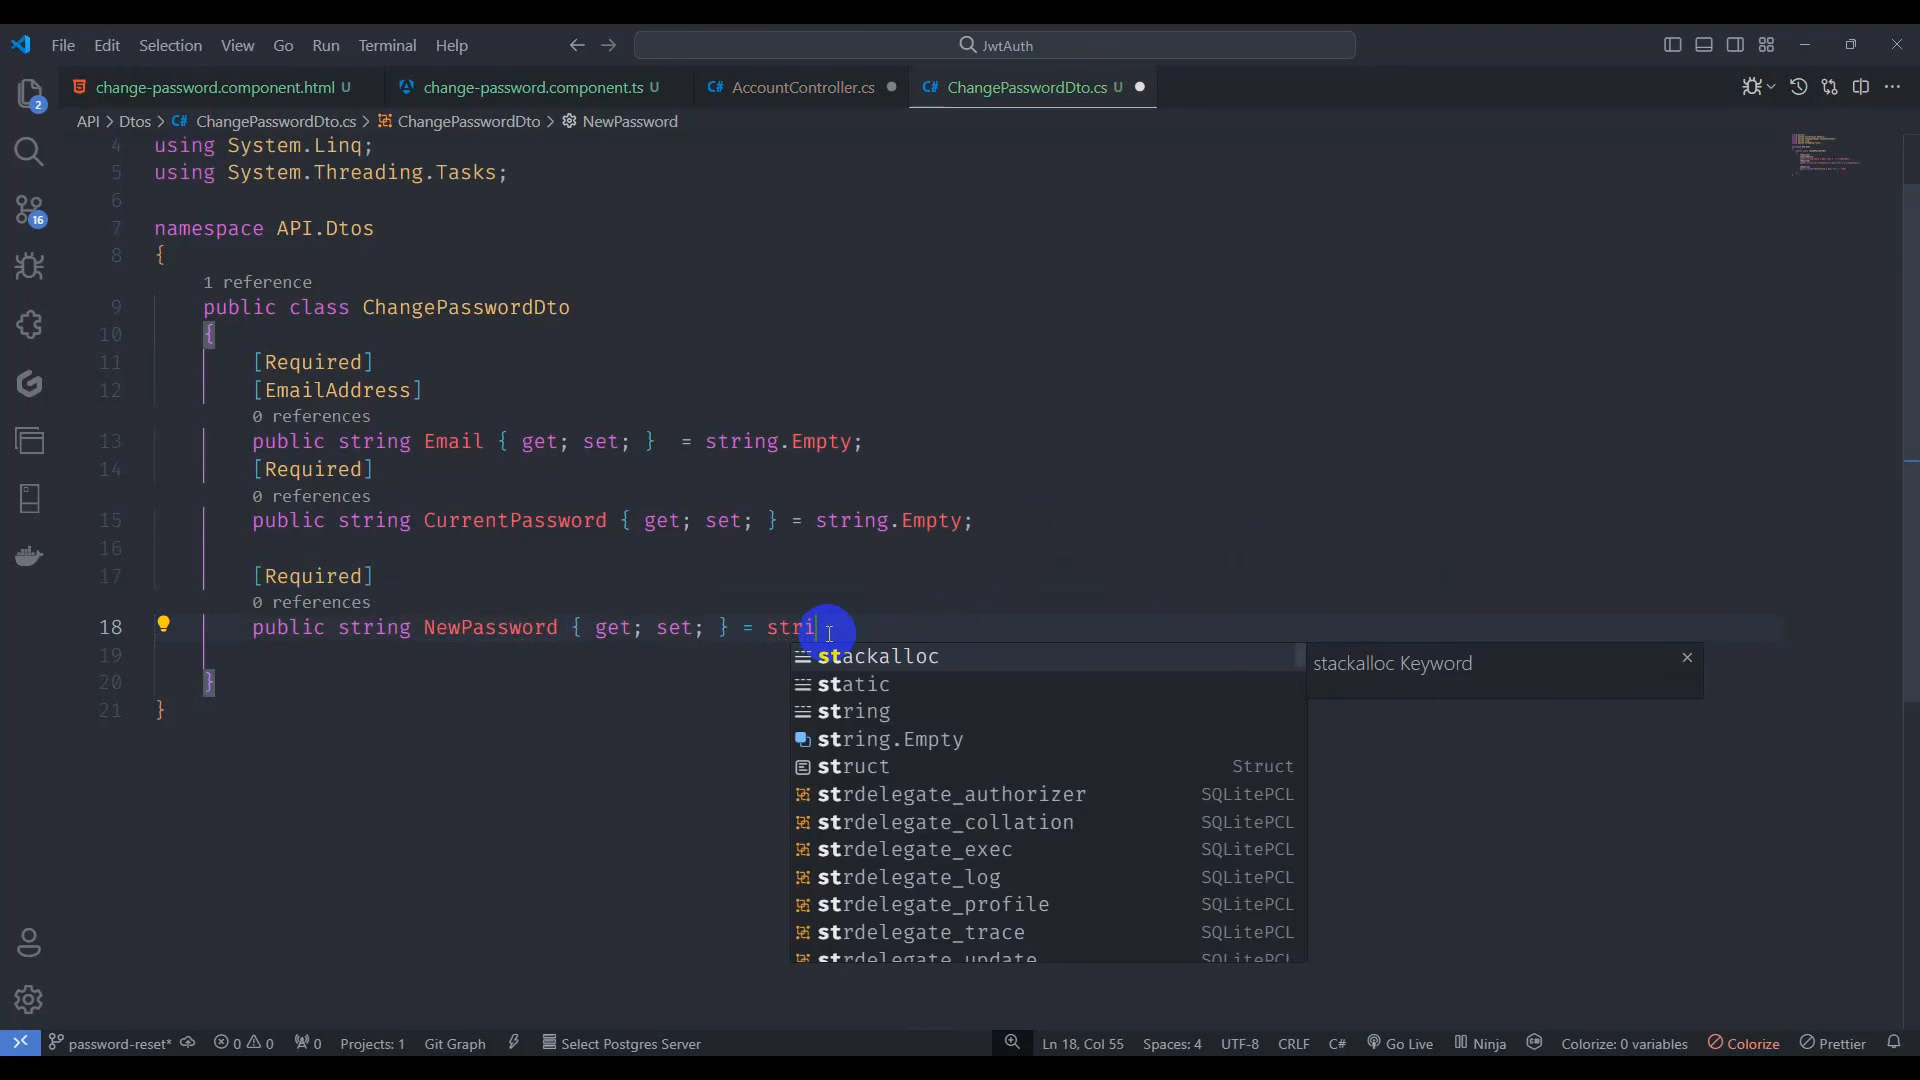 File Edit Selection View Go Run Terminal Help JwtAuth
change-password.component.html U change-password.component.ts U C# AccountController.cs C# ChangePasswordDto.cs U
API > Dtos > C# ChangePasswordDto.cs > ChangePasswordDto > NewPassword
4 using System.Linq;
5 using System.Threading.Tasks;
6
7 namespace API.Dtos
8 {
1 reference
9 public class ChangePasswordDto
10 {
11 [Required]
12 [EmailAddress]
0 references
13 public string Email { get; set; }  = string.Empty;
14 [Required]
0 references
15 public string CurrentPassword { get; set; } = string.Empty;
16
17 [Required]
0 references
18 public string NewPassword { get; set; } = stri
19
20 }
21 }
stackalloc
static
string
string.Empty
struct Struct
strdelegate_authorizer SQLitePCL
strdelegate_collation SQLitePCL
strdelegate_exec SQLitePCL
strdelegate_log SQLitePCL
strdelegate_profile SQLitePCL
strdelegate_trace SQLitePCL
strdelegate_update SQLitePCL
stackalloc Keyword
2
16
password-reset* 0 0 0 Projects: 1 Git Graph Select Postgres Server Ln 18, Col 55 Spaces: 4 UTF-8 CRLF C# Go Live Ninja Colorize: 0 variables Colorize Prettier